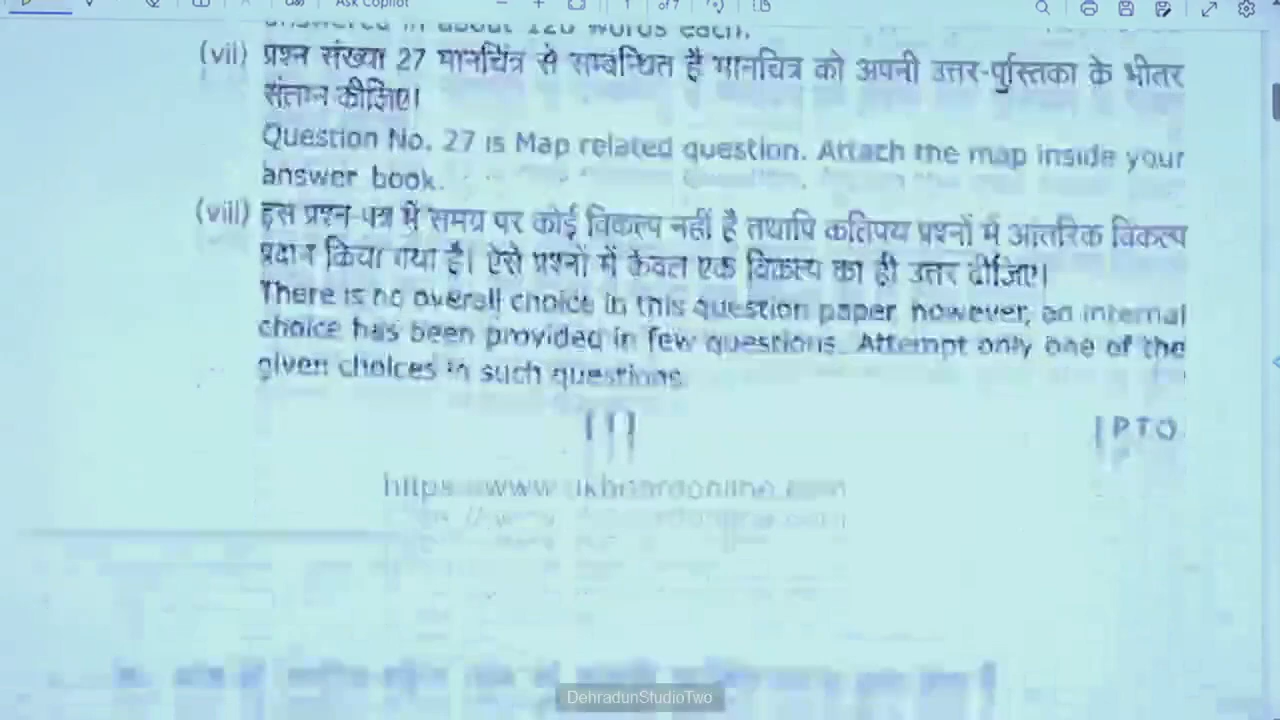 Ask Copilot
answered in about 120 words each.
(vii) प्रश्न संख्या 27 मानचित्र से सम्बन्धित है मानचित्र को अपनी उत्तर-पुस्तिका के भीतर
संलग्न कीजिए।
Question No. 27 is Map related question. Attach the map inside your
answer book.
(viii) इस प्रश्न-पत्र में समग्र पर कोई विकल्प नहीं है तथापि कतिपय प्रश्नों में आंतरिक विकल्प
प्रदान किया गया है। ऐसे प्रश्नों में केवल एक विकल्प का ही उत्तर दीजिए।
There is no overall choice in this question paper, however, an internal
choice has been provided in few questions. Attempt only one of the
given choices in such questions.
[1] [P.T.O.
DehradunStudioTwo